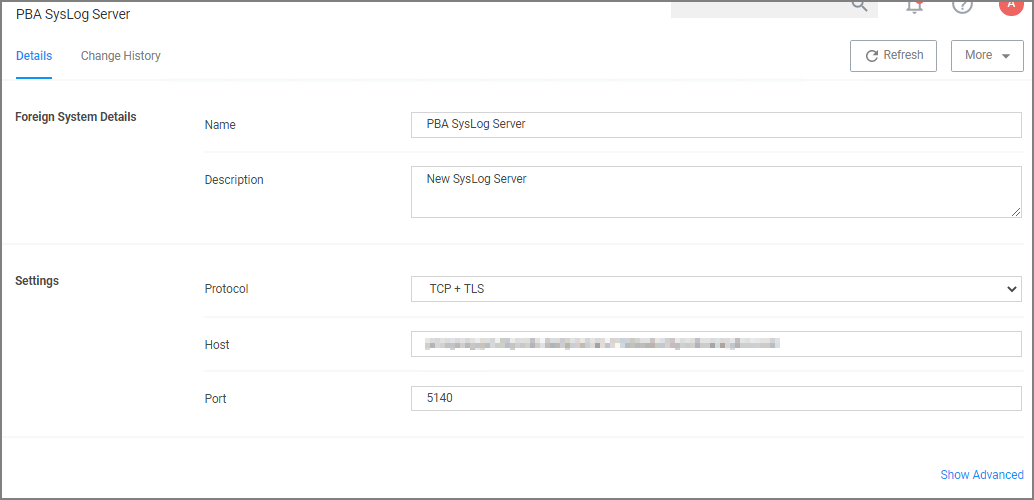 PBA SysLog Server
A
Details Change History Refresh More
Foreign System Details
Name PBA SysLog Server
Description New SysLog Server
Settings
Protocol TCP + TLS
Host
Port 5140
Show Advanced